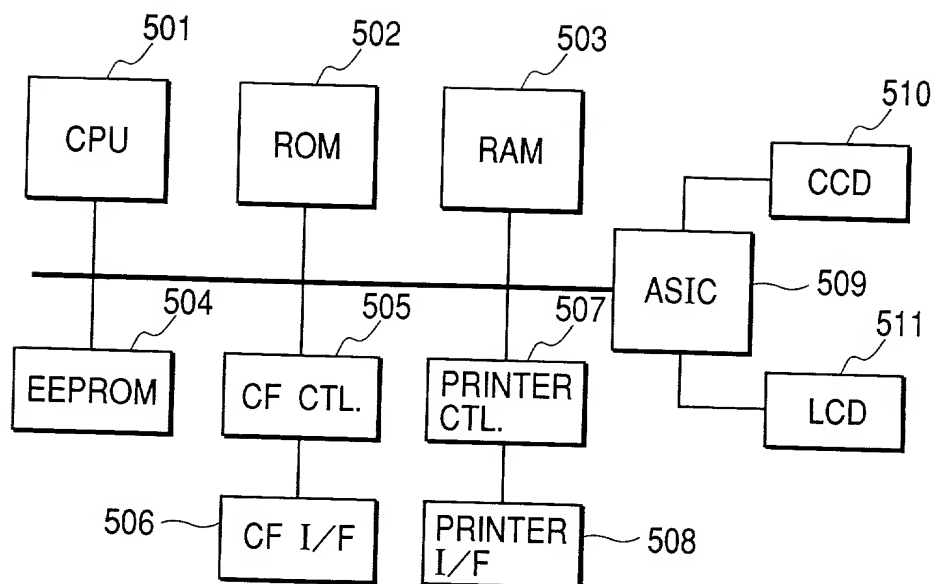 501
502
503
CPU
ROM
RAM
510
CCD
ASIC
509
504
505
507
511
EEPROM
CF CTL.
PRINTER
CTL.
LCD
506
CF I/F
PRINTER
I/F
508